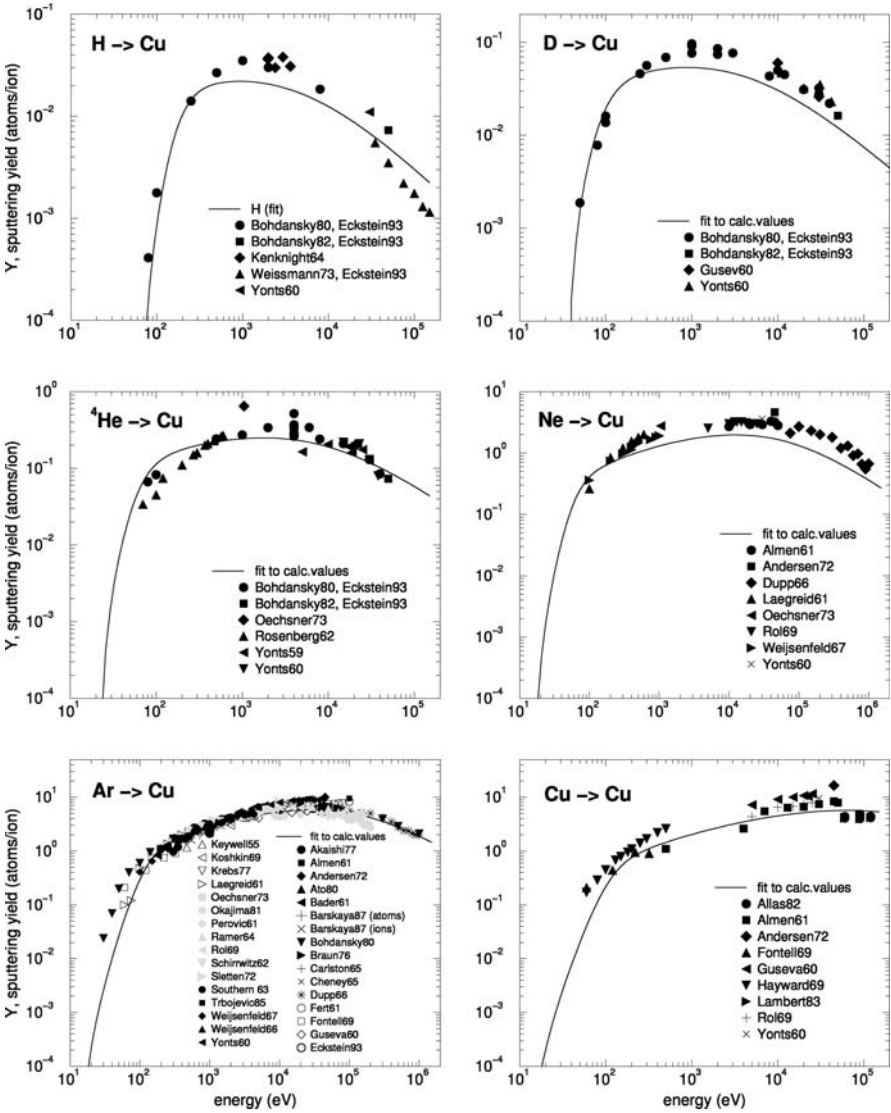 H –> Cu
Y, sputtering yield (atoms/ion)
10⁻¹
10⁻²
10⁻³
10⁻⁴
H (fit)
Bohdansky80, Eckstein93
Bohdansky82, Eckstein93
Kenknight64
Weissmann73, Eckstein93
Yonts60
10¹ 10² 10³ 10⁴ 10⁵
D –> Cu
10⁻¹
10⁻²
10⁻³
10⁻⁴
fit to calc.values
Bohdansky80, Eckstein93
Bohdansky82, Eckstein93
Gusev60
Yonts60
10¹ 10² 10³ 10⁴ 10⁵
⁴He –> Cu
Y, sputtering yield (atoms/ion)
10⁰
10⁻¹
10⁻²
10⁻³
10⁻⁴
fit to calc.values
Bohdansky80, Eckstein93
Bohdansky82, Eckstein93
Oechsner73
Rosenberg62
Yonts59
Yonts60
10¹ 10² 10³ 10⁴ 10⁵
Ne –> Cu
10¹
10⁰
10⁻¹
10⁻²
10⁻³
10⁻⁴
fit to calc.values
Almen61
Andersen72
Dupp66
Laegreid61
Oechsner73
Rol69
Weijsenfeld67
Yonts60
10¹ 10² 10³ 10⁴ 10⁵ 10⁶
Ar –> Cu
Y, sputtering yield (atoms/ion)
10²
10¹
10⁰
10⁻¹
10⁻²
10⁻³
10⁻⁴
Keywell55
Koshkin69
Krebs77
Laegreid61
Oechsner73
Okajima81
Perovic61
Ramer64
Rol69
Schirrwitz62
Sletten72
Southern 63
Trbojevic85
Weijsenfeld67
Weijsenfeld66
Yonts60
fit to calc.values
Akaishi77
Almen61
Andersen72
Ato80
Bader61
Barskaya87 (atoms)
Barskaya87 (ions)
Bohdansky80
Braun76
Carlston65
Cheney65
Dupp66
Fert61
Fontell69
Guseva60
Eckstein93
10¹ 10² 10³ 10⁴ 10⁵ 10⁶
energy (eV)
Cu –> Cu
10²
10¹
10⁰
10⁻¹
10⁻²
10⁻³
10⁻⁴
fit to calc.values
Allas82
Almen61
Andersen72
Fontell69
Guseva60
Hayward69
Lambert83
Rol69
Yonts60
10¹ 10² 10³ 10⁴ 10⁵
energy (eV)